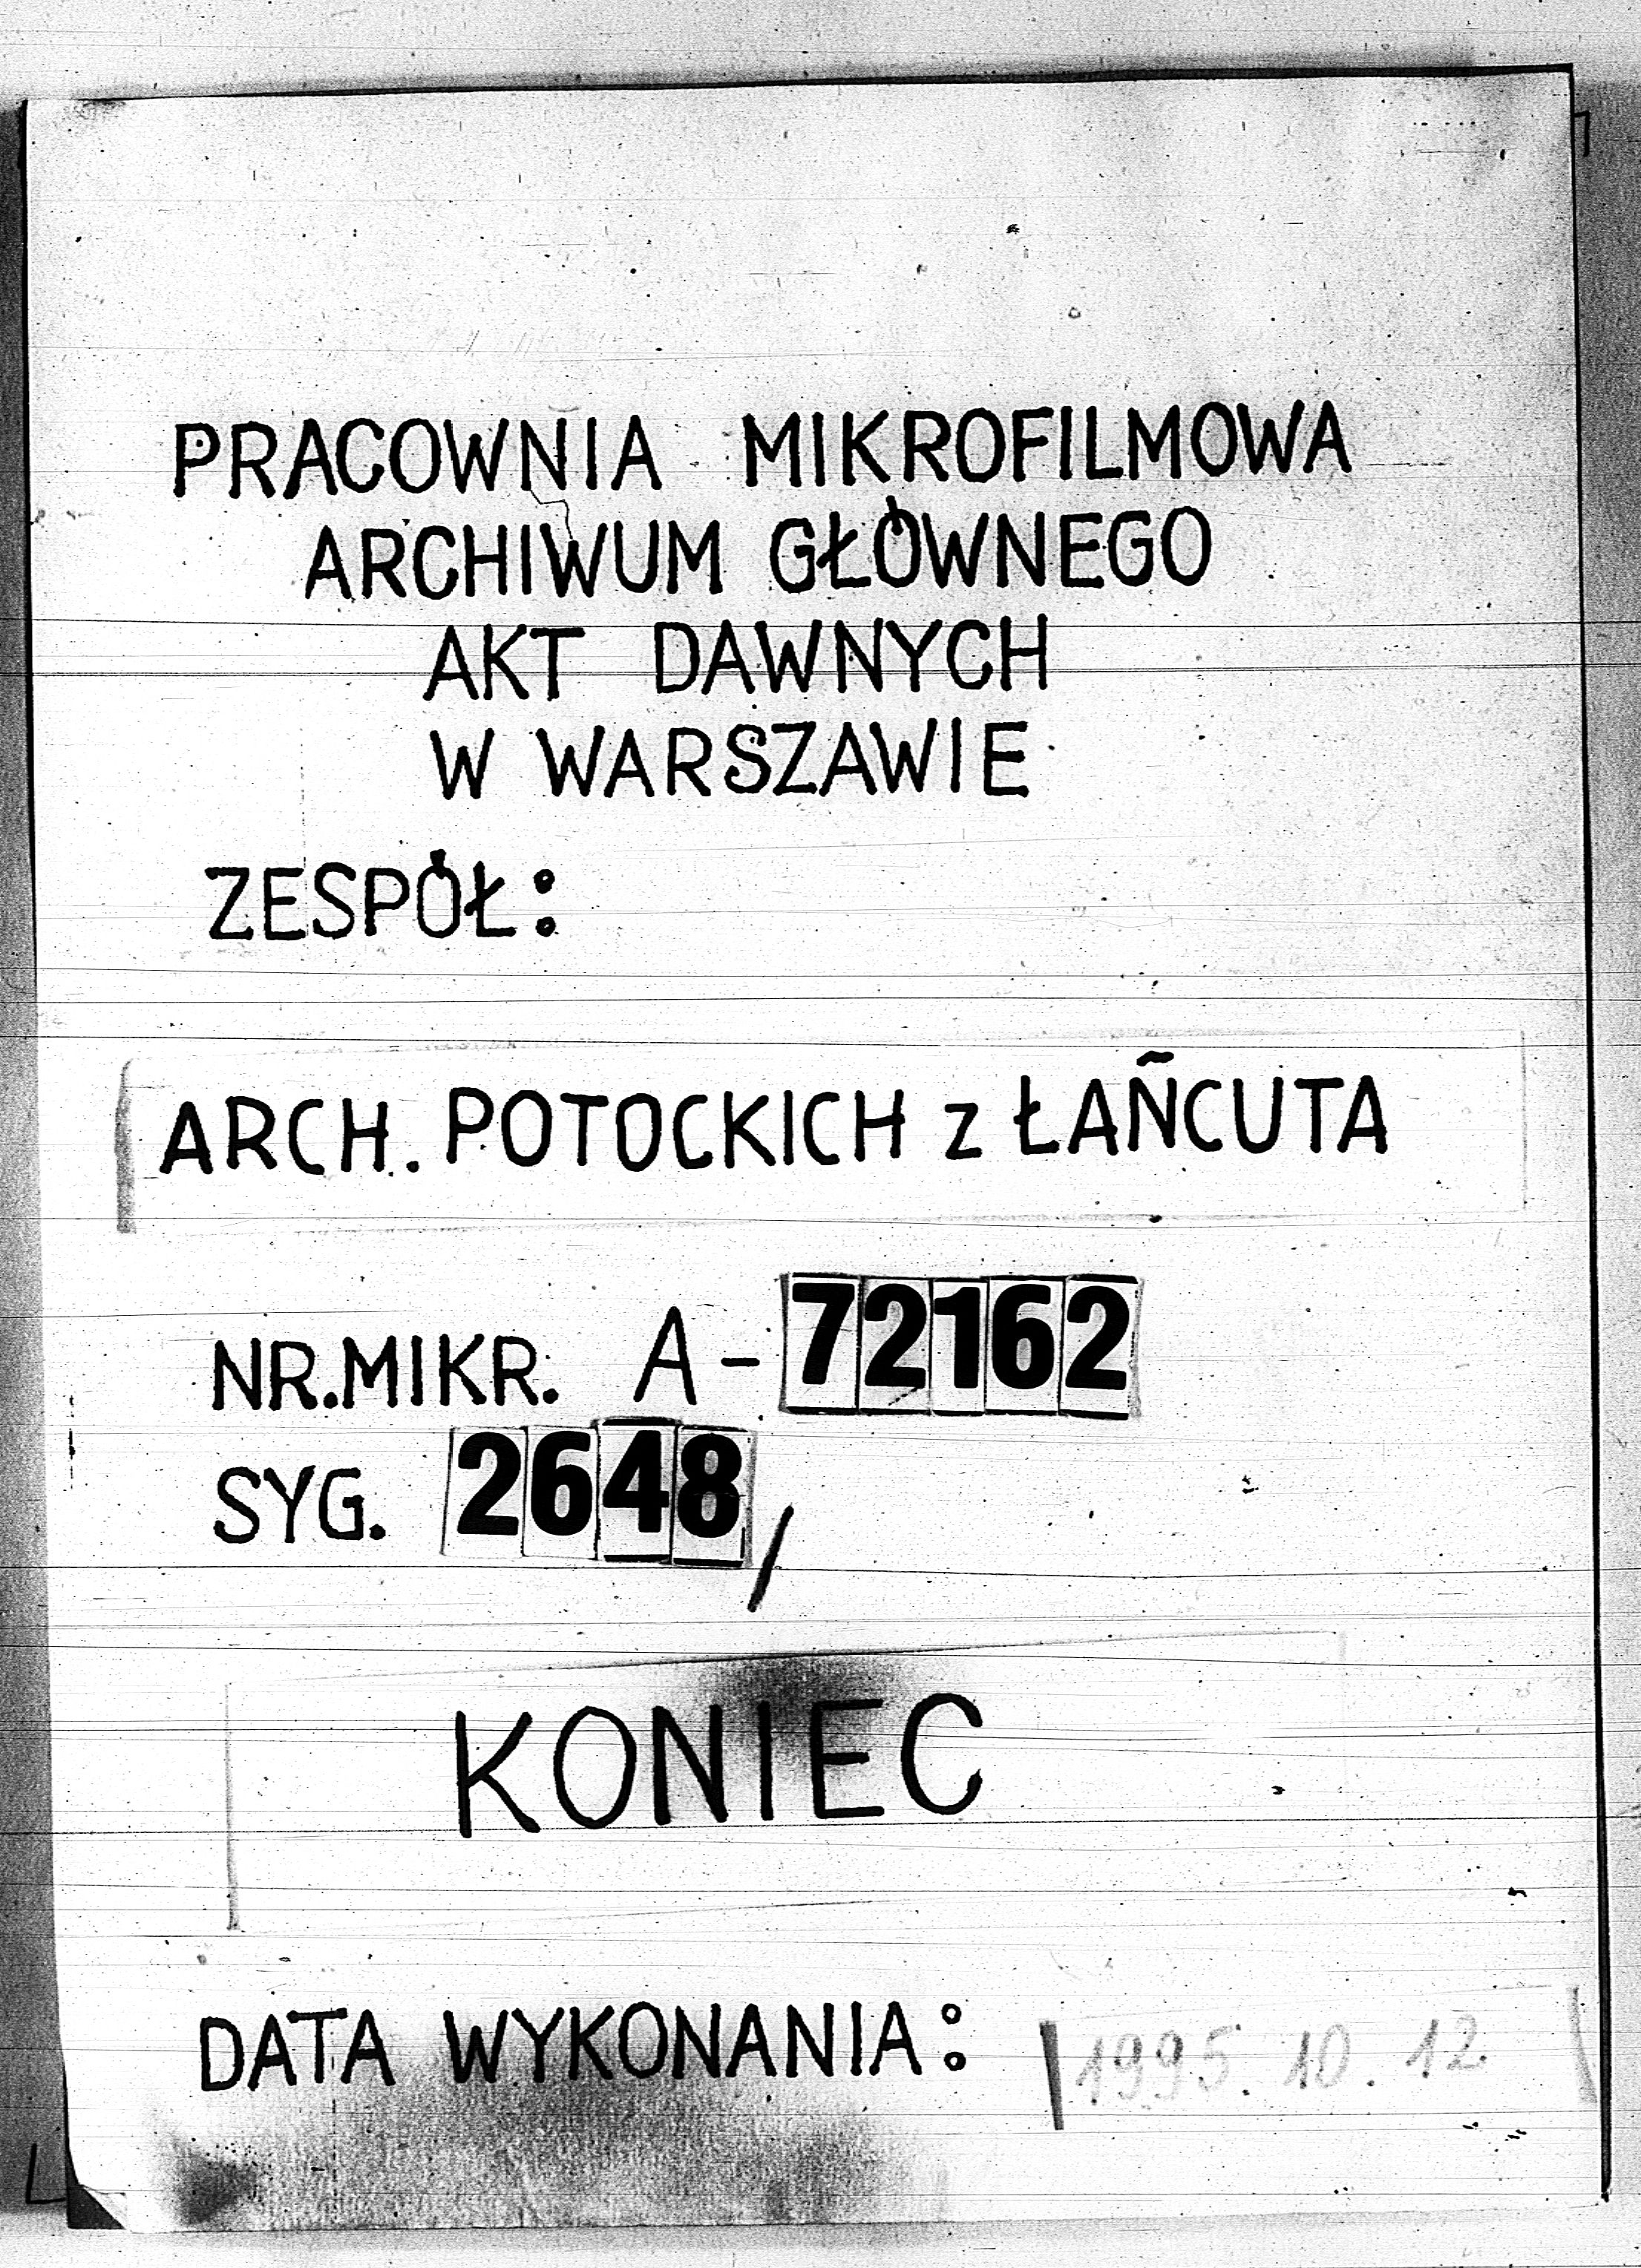 PRACOWNIA MIKROFILMOWA
ARCHIWUM GŁÓWNEGO
AKT DAWNYCH
W WARSZAWIE
ZESPÓŁ:
ARCH. POTOCKICH z ŁAŃCUTA
NR.MIKR. A-72162
SYG. 2648/
KONIEC
DATA WYKONANIA: 1995.10.12